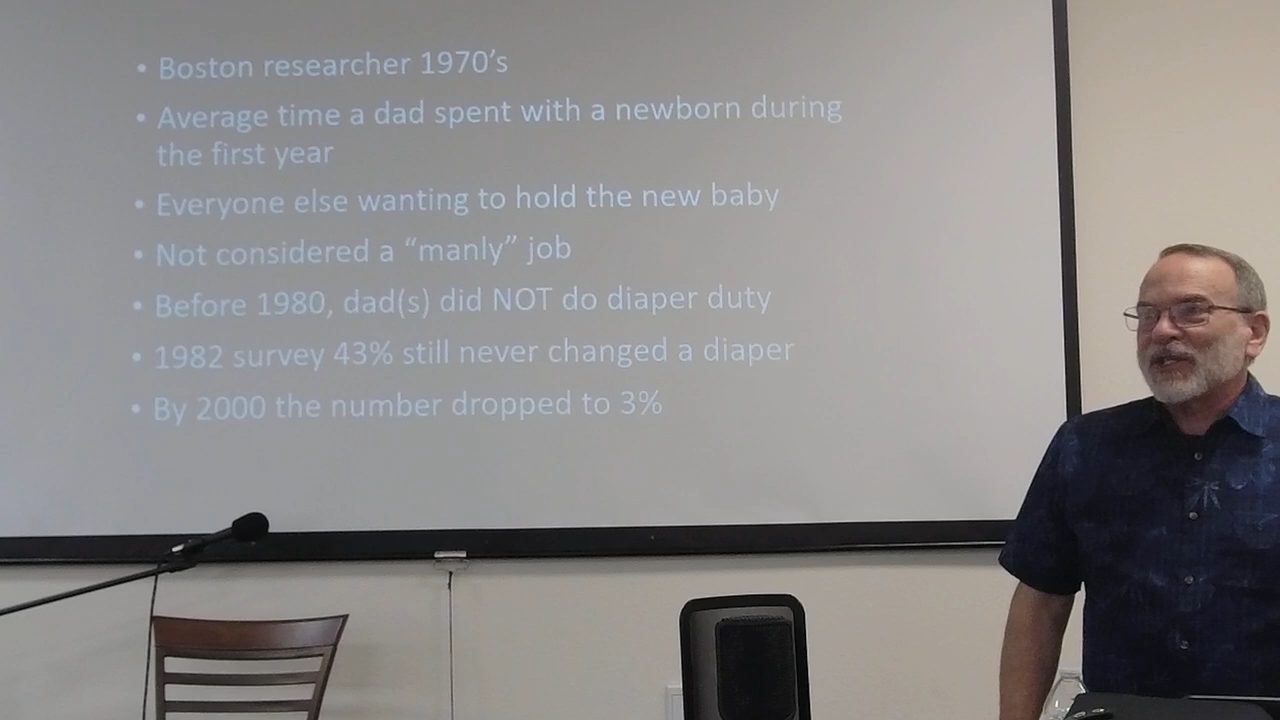 • Boston researcher 1970's
• Average time a dad spent with a newborn during
the first year
• Everyone else wanting to hold the new baby
• Not considered a “manly” job
• Before 1980, dad(s) did NOT do diaper duty
• 1982 survey 43% still never changed a diaper
• By 2000 the number dropped to 3%